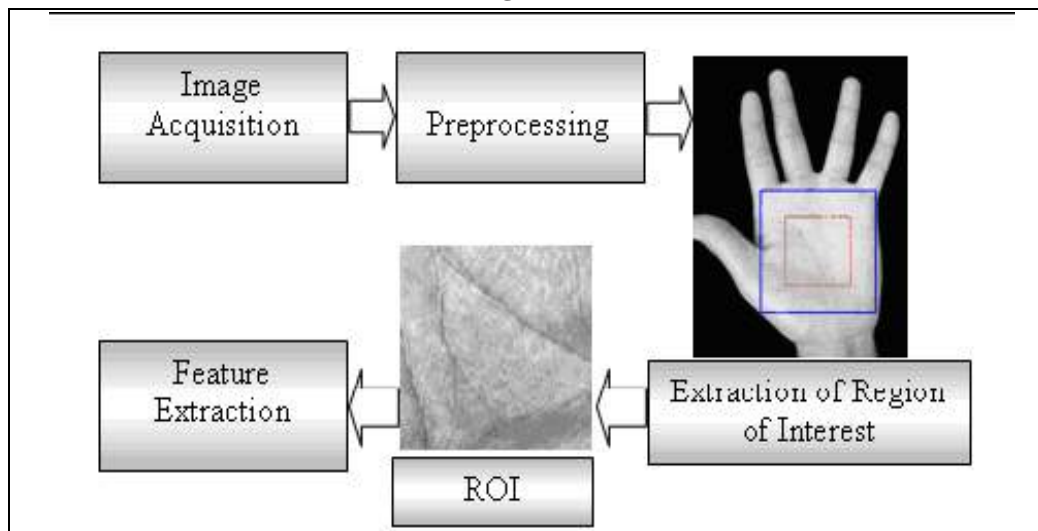 Image
Acquisition
Preprocessing
Extraction of Region
of Interest
ROI
Feature
Extraction